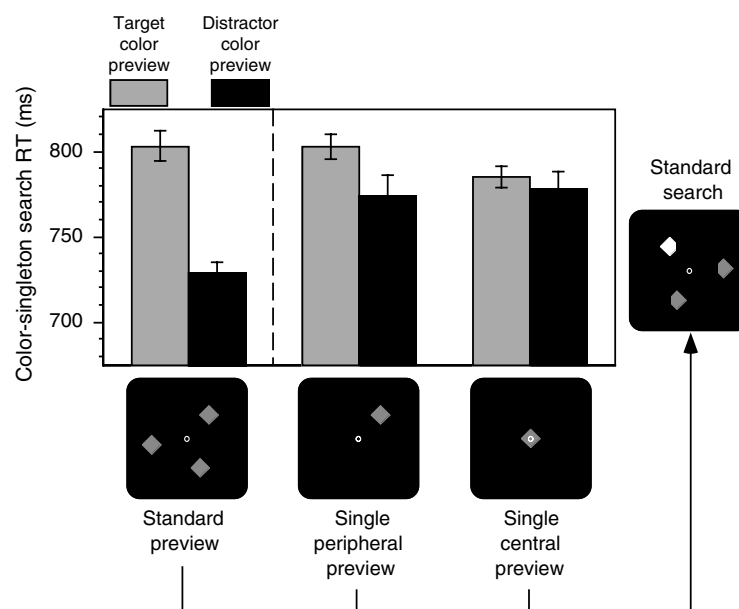 Target
color
preview
Distractor
color
preview
Color-singleton search RT (ms)
800
750
700
Standard
search
Standard
preview
Single
peripheral
preview
Single
central
preview